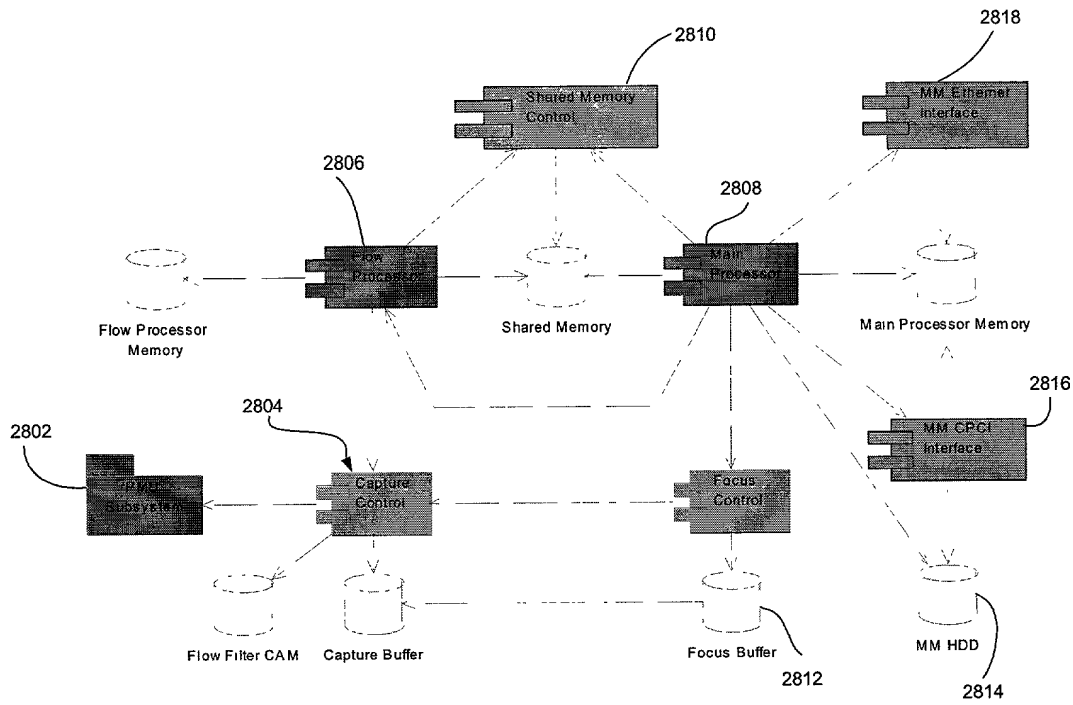 2810
2818
Shared Memory
Control
MM Ethernet
Interface
2806
2808
Flow
Processor
Main
Processor
Flow Processor
Memory
Shared Memory
Main Processor Memory
2804
2816
2802
MM CPCI
Interface
Subsystem
Capture
Control
Focus
Control
Flow Filter CAM
Capture Buffer
Focus Buffer
MM HDD
2812
2814